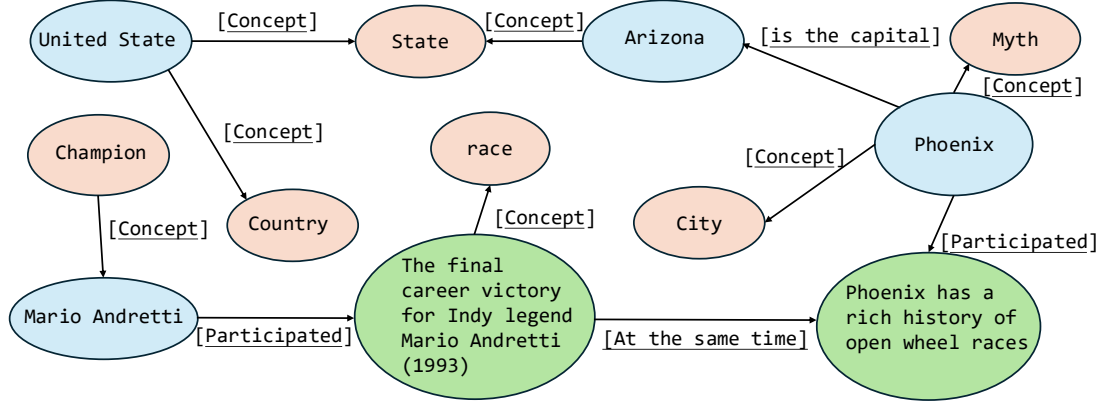 United State
[Concept]
State
[Concept]
Arizona
[is the capital]
Myth
[Concept]
Champion
[Concept]
race
[Concept]
Phoenix
[Concept]
Country
[Concept]
City
[Participated]
Mario Andretti
[Participated]
The final
career victory
for Indy legend
Mario Andretti
(1993)
[At the same time]
Phoenix has a
rich history of
open wheel races